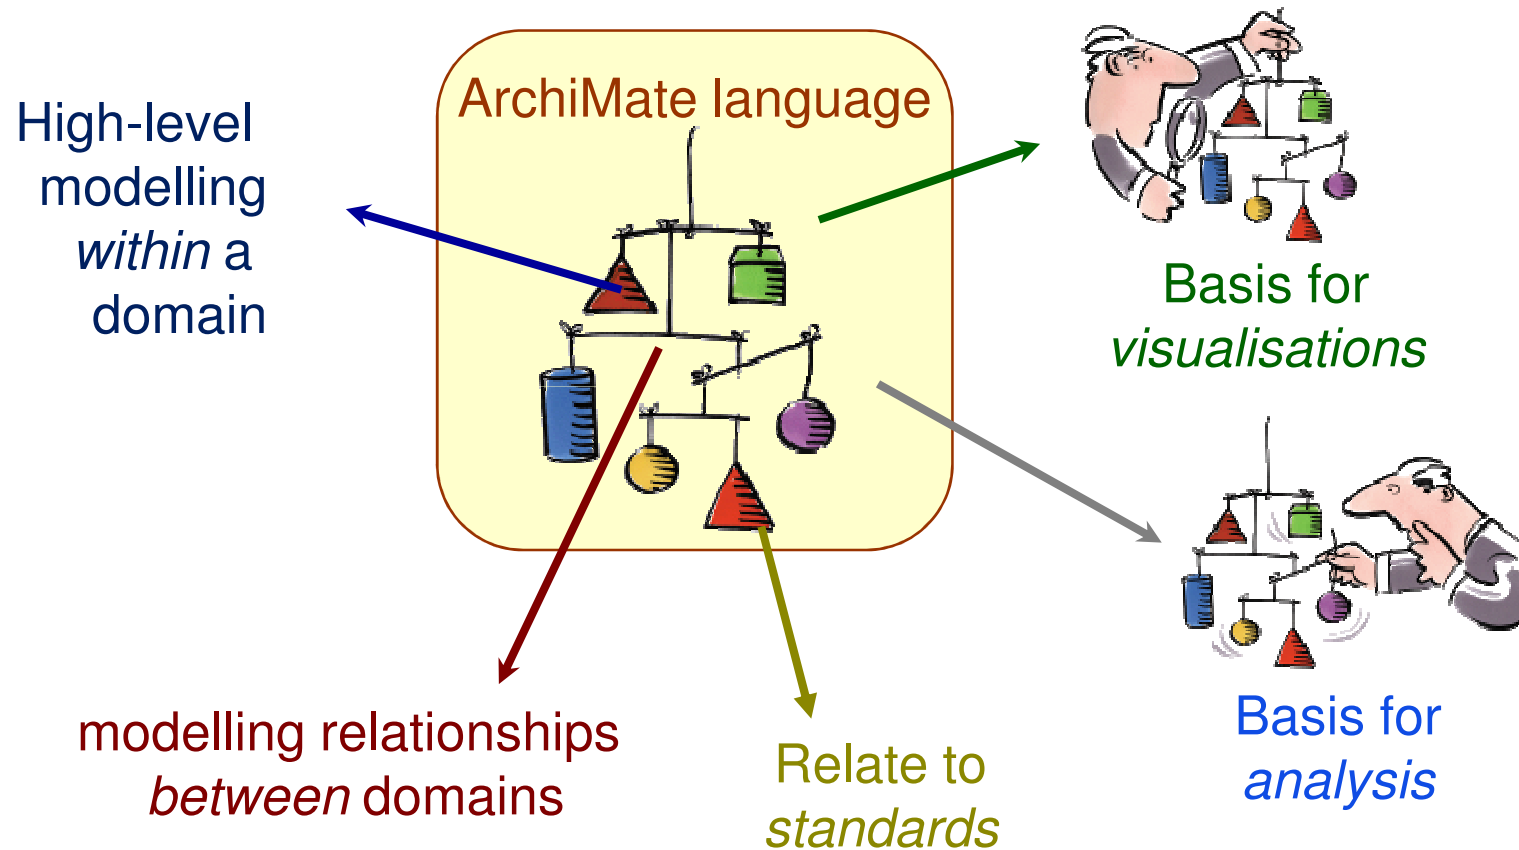 ArchiMate language
High-level
modelling
within a
domain
Basis for
visualisations
modelling relationships
between domains
Relate to
standards
Basis for
analysis